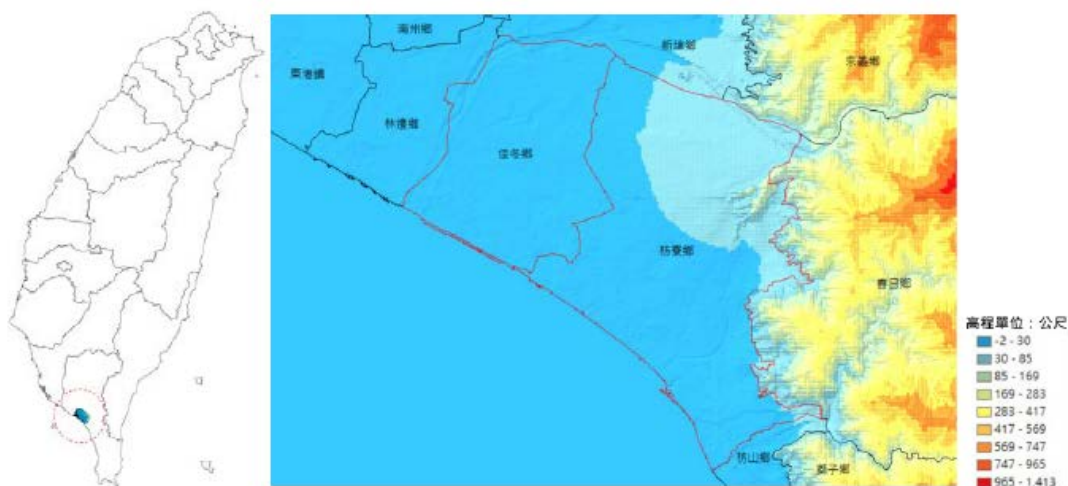 南州鄉
新埤鄉
東港鎮
來義鄉
林邊鄉
佳冬鄉
枋寮鄉
春日鄉
枋山鄉
獅子鄉
高程單位：公尺
-2 - 30
30 - 85
85 - 169
169 - 283
283 - 417
417 - 569
569 - 747
747 - 965
965 - 1,413